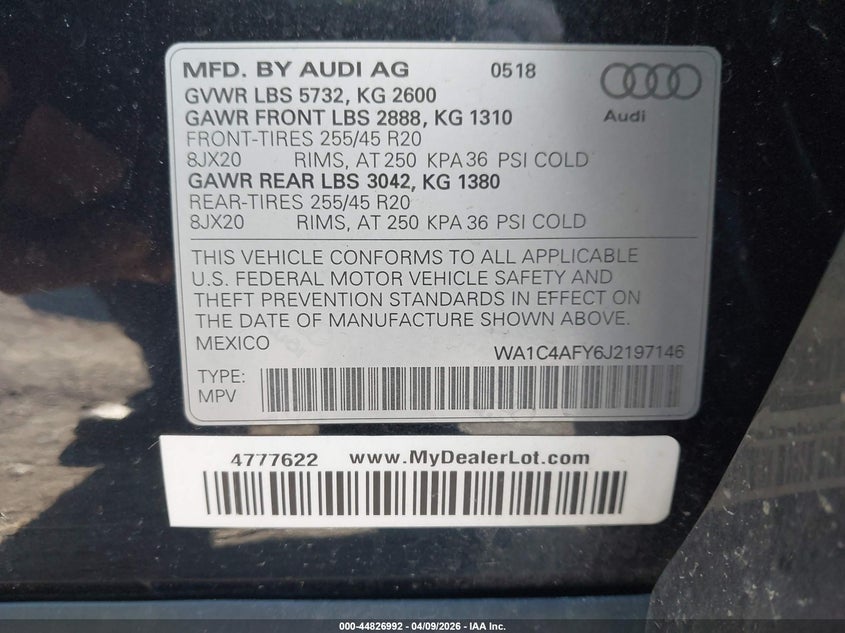 MFD. BY AUDI AG 0518
GVWR LBS 5732, KG 2600
GAWR FRONT LBS 2888, KG 1310
Audi
FRONT-TIRES 255/45 R20
8JX20 RIMS, AT 250 KPA 36 PSI COLD
GAWR REAR LBS 3042, KG 1380
REAR-TIRES 255/45 R20
8JX20 RIMS, AT 250 KPA 36 PSI COLD
THIS VEHICLE CONFORMS TO ALL APPLICABLE
U.S. FEDERAL MOTOR VEHICLE SAFETY AND
THEFT PREVENTION STANDARDS IN EFFECT ON
THE DATE OF MANUFACTURE SHOWN ABOVE.
MEXICO WA1C4AFY6J2197146
TYPE:
MPV
4777622 www.MyDealerLot.com
000-44826992 | 04/09/2026 - IAA Inc.